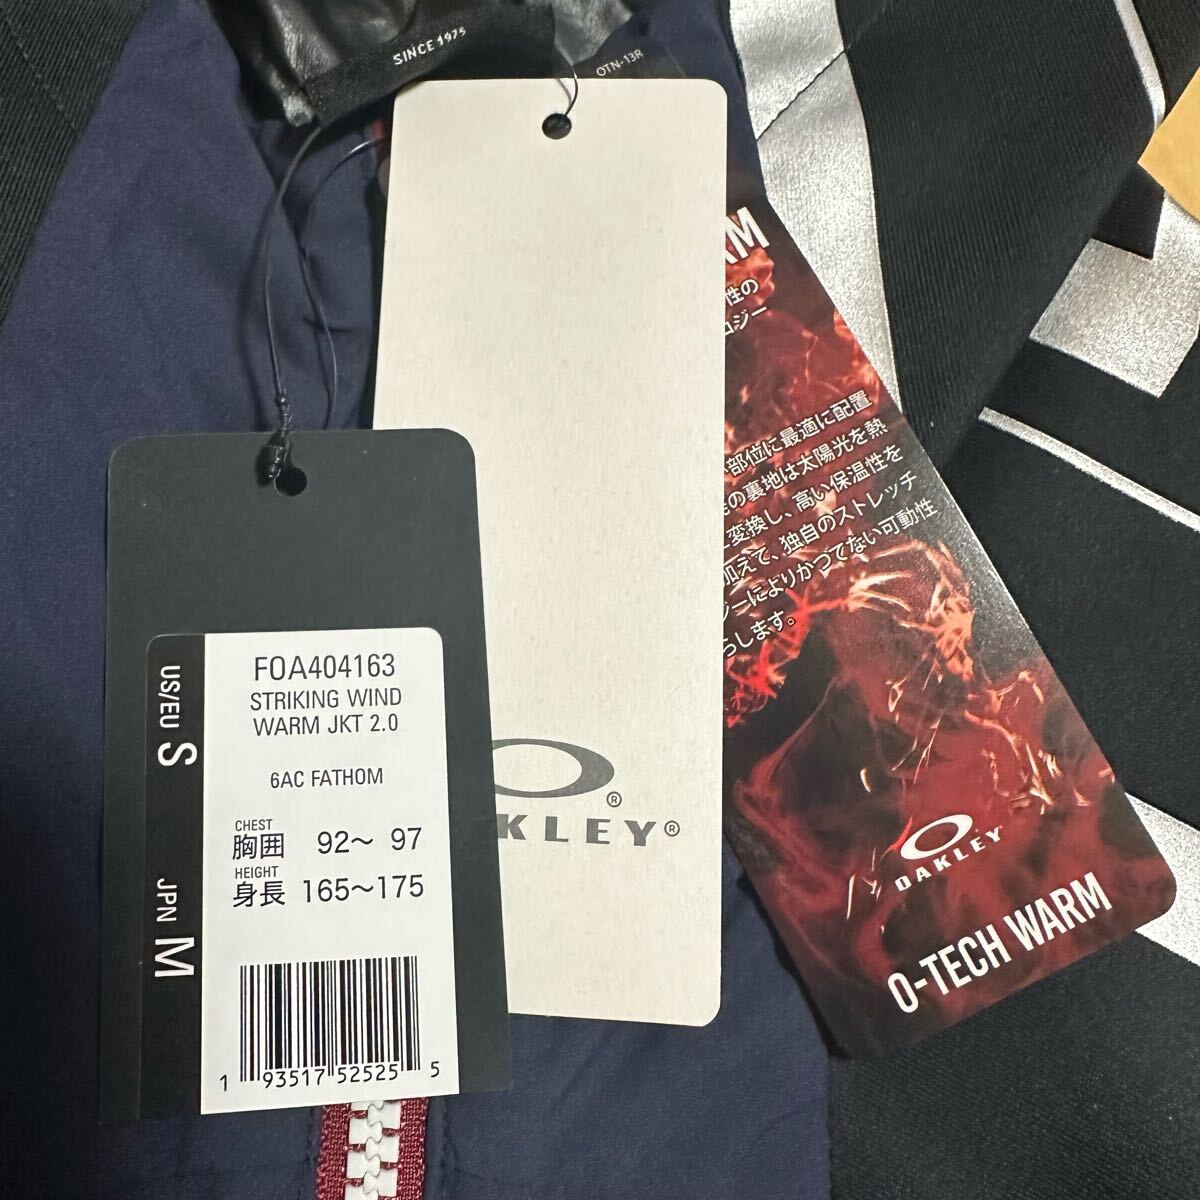 SINCE 1975
OTN-13R
性の
ロジー
部位に最適に配置
の裏地は太陽光を熱
変換し、高い保温性を
加えて、独自のストレッチ
ジーによりかつてない可動性
らします。
OAKLEY
O-TECH WARM
KLEY®
US/EU S
JPN M
FOA404163
STRIKING WIND
WARM JKT 2.0
6AC FATHOM
CHEST
胸囲 92～ 97
HEIGHT
身長 165～175
1 93517 52525 5